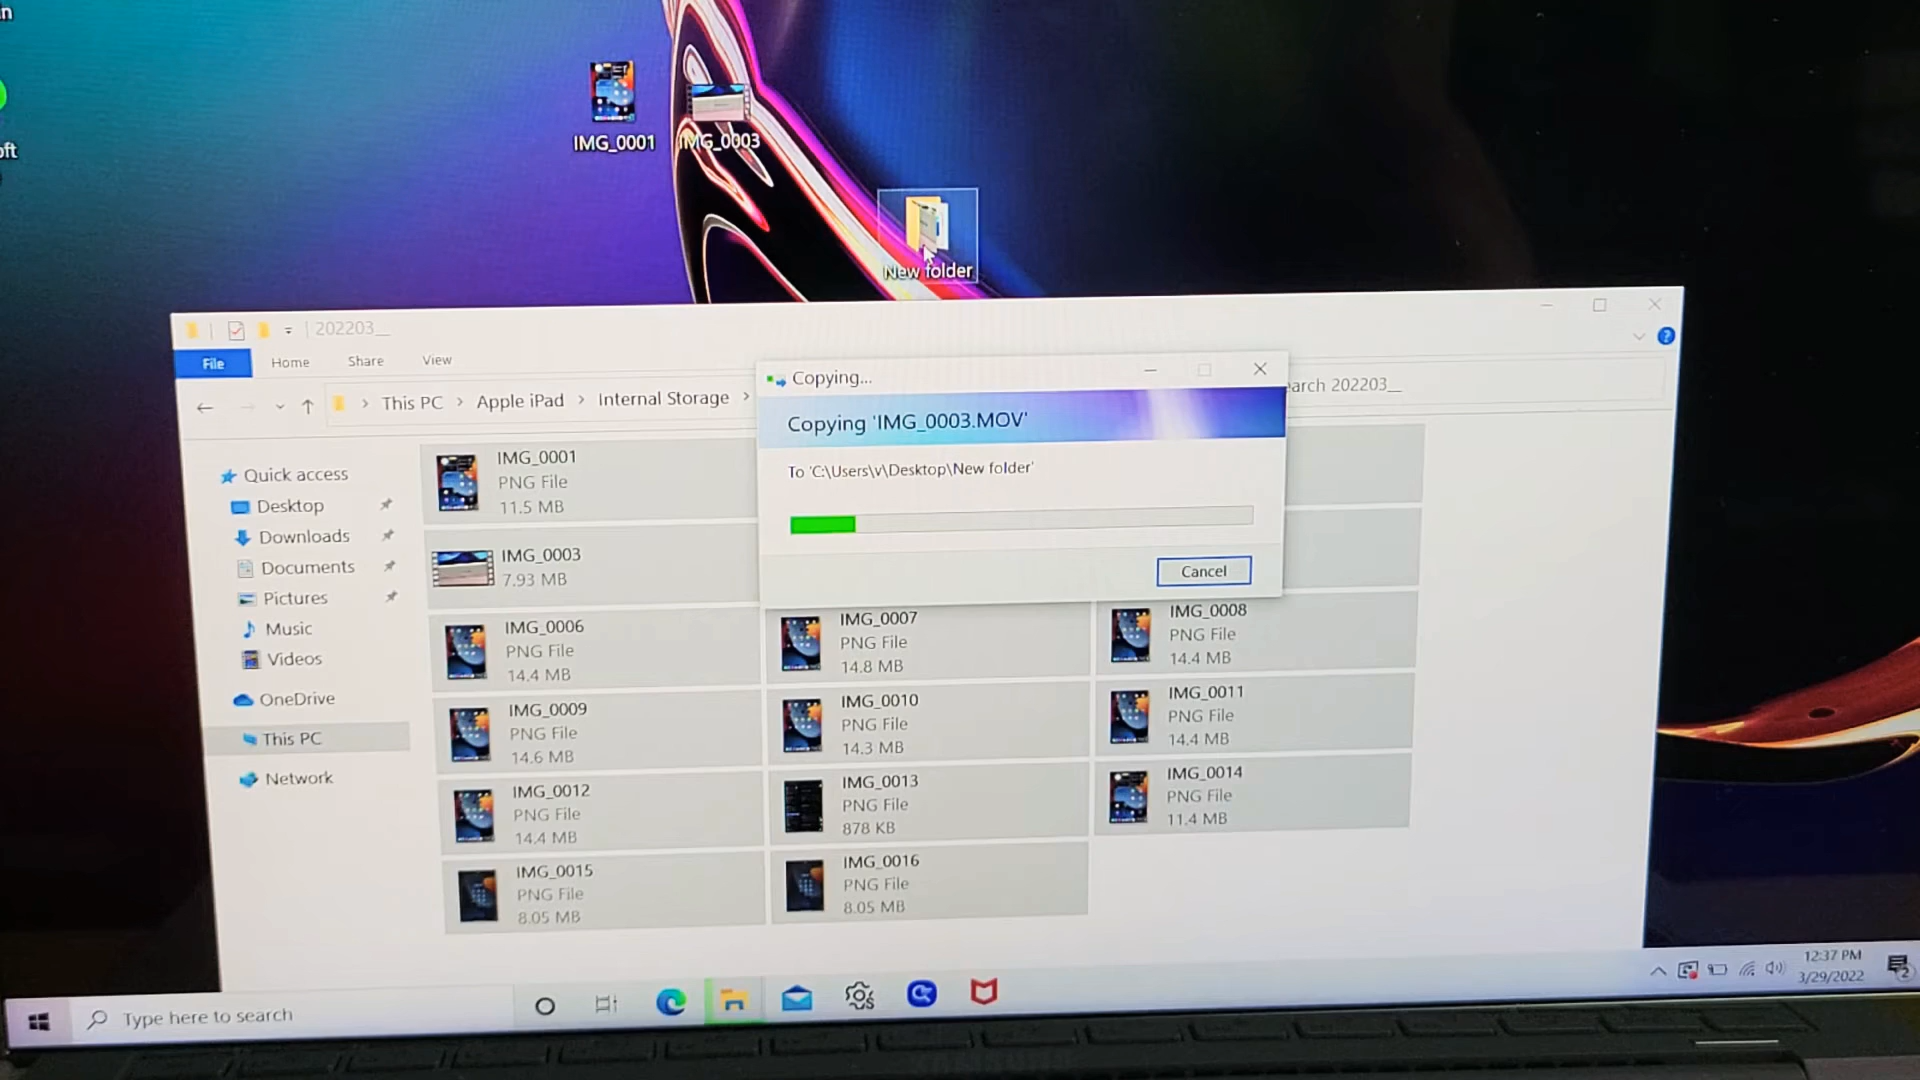 n
oft
IMG_0001
IMG_0003
New folder
202203__
File
Home
Share
View
This PC
Apple iPad
Internal Storage
earch 202203__
Copying...
Copying 'IMG_0003.MOV'
To 'C:\Users\v\Desktop\New folder'
Cancel
Quick access
Desktop
Downloads
Documents
Pictures
Music
Videos
OneDrive
This PC
Network
IMG_0001
PNG File
11.5 MB
IMG_0003
7.93 MB
IMG_0006
PNG File
14.4 MB
IMG_0007
PNG File
14.8 MB
IMG_0008
PNG File
14.4 MB
IMG_0009
PNG File
14.6 MB
IMG_0010
PNG File
14.3 MB
IMG_0011
PNG File
14.4 MB
IMG_0012
PNG File
14.4 MB
IMG_0013
PNG File
878 KB
IMG_0014
PNG File
11.4 MB
IMG_0015
PNG File
8.05 MB
IMG_0016
PNG File
8.05 MB
Type here to search
12:37 PM
3/29/2022
2